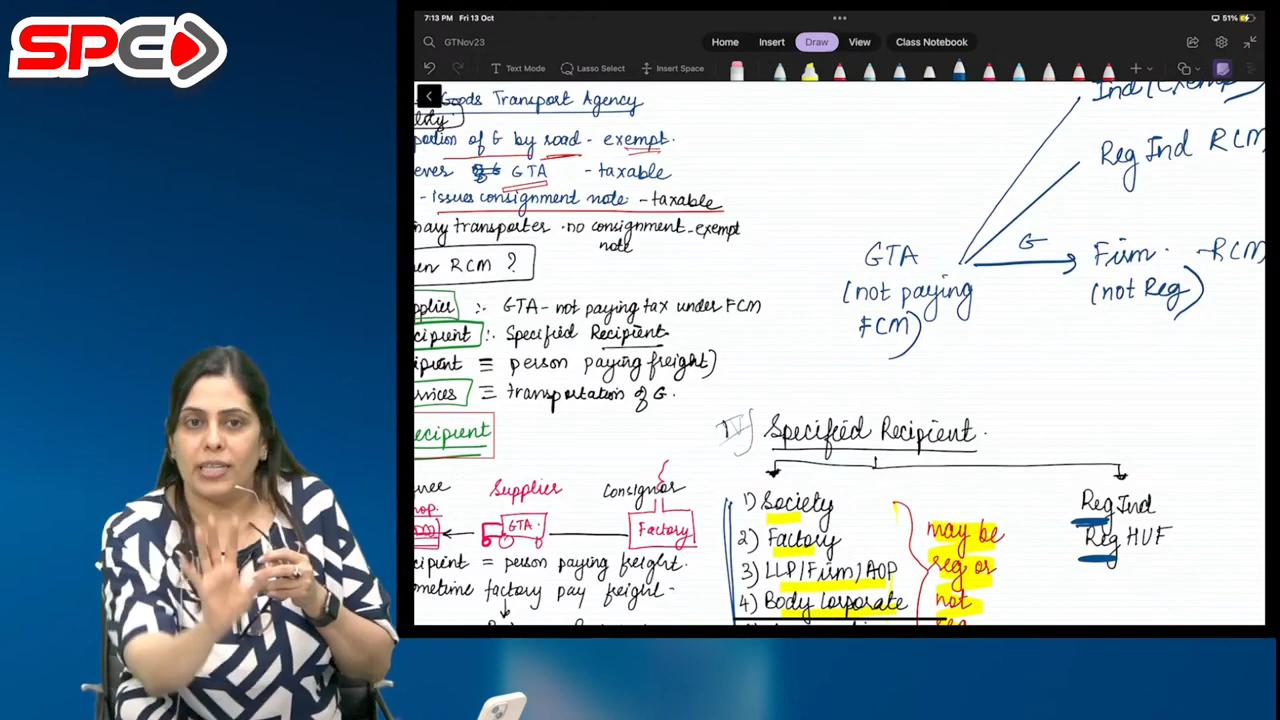 SPC
7:13 PM Fri 13 Oct
51%
GTNov23
Home Insert Draw View Class Notebook
Text Mode Lasso Select Insert Space
Goods Transport Agency
of G by road - exempt.
GTA - taxable
- Issues consignment note - taxable
transporter - no consignment - exempt
note
RCM ?
:- GTA - not paying tax under FCM
:- Specified Recipient
≡ person paying freight)
≡ transportation of G.
Supplier
Consignor
GTA.
Factory
= person paying freight.
factory pay freight -
Reg Ind RCM
G
GTA
(not paying
FCM)
Firm - RCM
(not Reg)
IV) Specified Recipient.
1) Society
2) Factory
3) LLP/Firm/AOP
4) Body Corporate
may be
reg or
not
reg
Reg Ind
Reg HUF